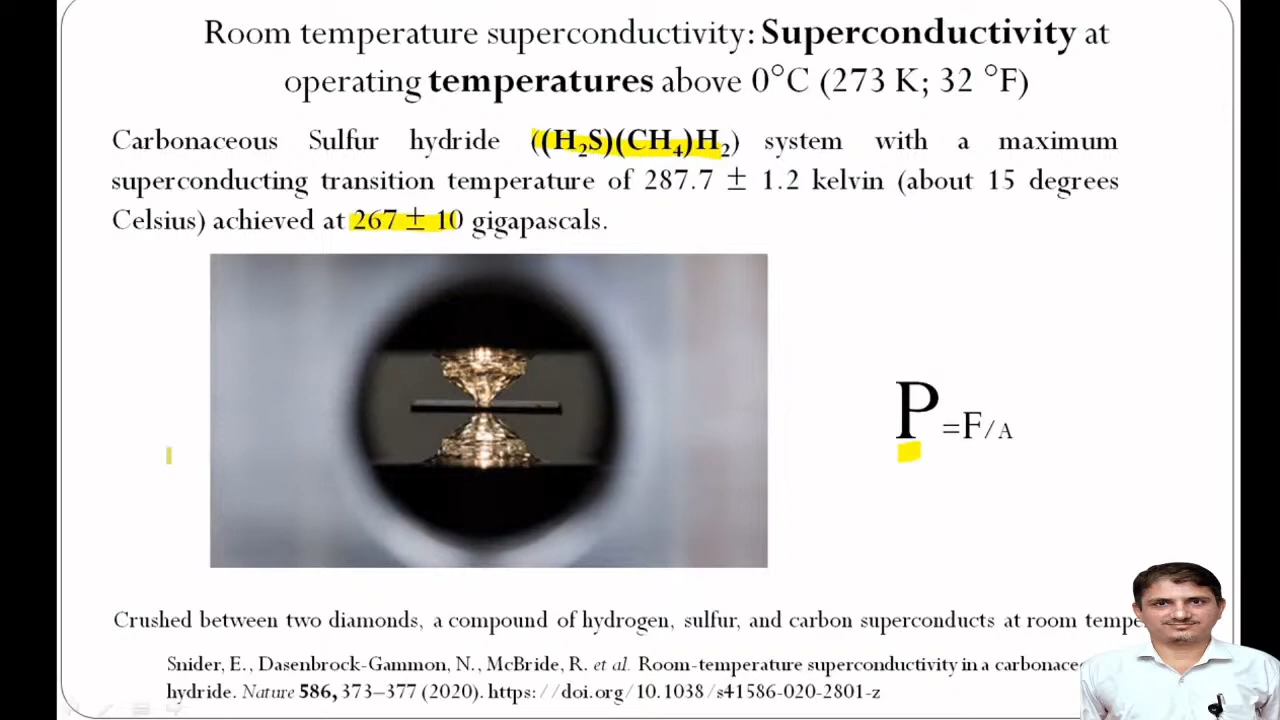 Room temperature superconductivity: Superconductivity at
operating temperatures above 0°C (273 K; 32 °F)
Carbonaceous Sulfur hydride ((H₂S)(CH₄)H₂) system with a maximum
superconducting transition temperature of 287.7 ± 1.2 kelvin (about 15 degrees
Celsius) achieved at 267 ± 10 gigapascals.
P =F/A
Crushed between two diamonds, a compound of hydrogen, sulfur, and carbon superconducts at room
Snider, E., Dasenbrock-Gammon, N., McBride, R. et al. Room-temperature superconductivity in a
hydride. Nature 586, 373–377 (2020). https://doi.org/10.1038/s41586-020-2801-z